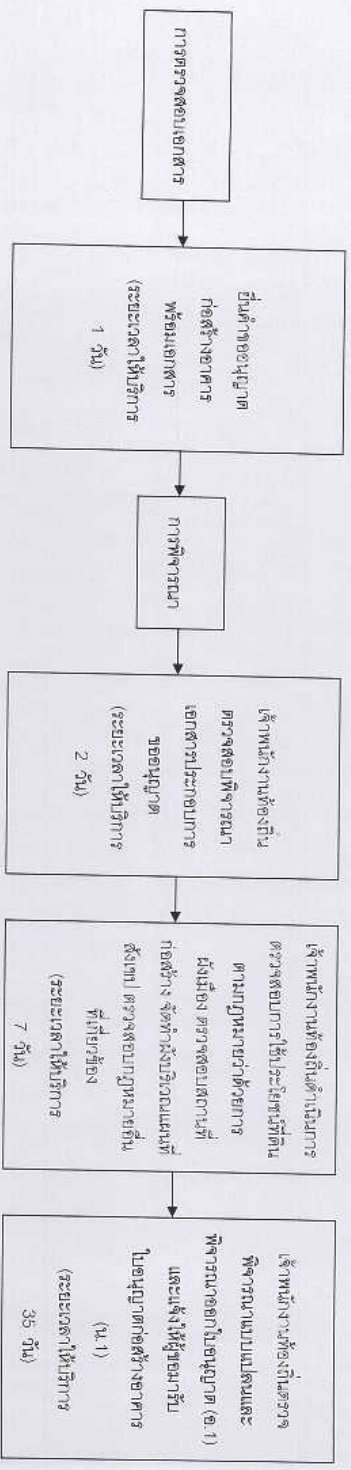 การตรวจสอบเอกสาร
ยื่นคำขออนุญาต
ก่อสร้างอาคาร
พร้อมเอกสาร
(ระยะเวลาให้บริการ
1 วัน)
การพิจารณา
เจ้าพนักงานท้องถิ่น
ตรวจสอบพิจารณา
เอกสารประกอบการ
ขออนุญาต
(ระยะเวลาให้บริการ
2 วัน)
เจ้าพนักงานท้องถิ่นดำเนินการ
ตรวจสอบการใช้ประโยชน์ที่ดิน
ตามกฎหมายว่าด้วยการ
ผังเมือง ตรวจสอบสถานที่
ก่อสร้าง จัดทำผังบริเวณแผนที่
สังเขป ตรวจสอบกฎหมายอื่น
ที่เกี่ยวข้อง
(ระยะเวลาให้บริการ
7 วัน)
เจ้าพนักงานท้องถิ่นตรวจ
พิจารณาแบบแปลนและ
พิจารณาออกใบอนุญาต (อ.1)
และแจ้งให้ผู้ขอมารับ
ใบอนุญาตก่อสร้างอาคาร
(น.1)
(ระยะเวลาให้บริการ
35 วัน)